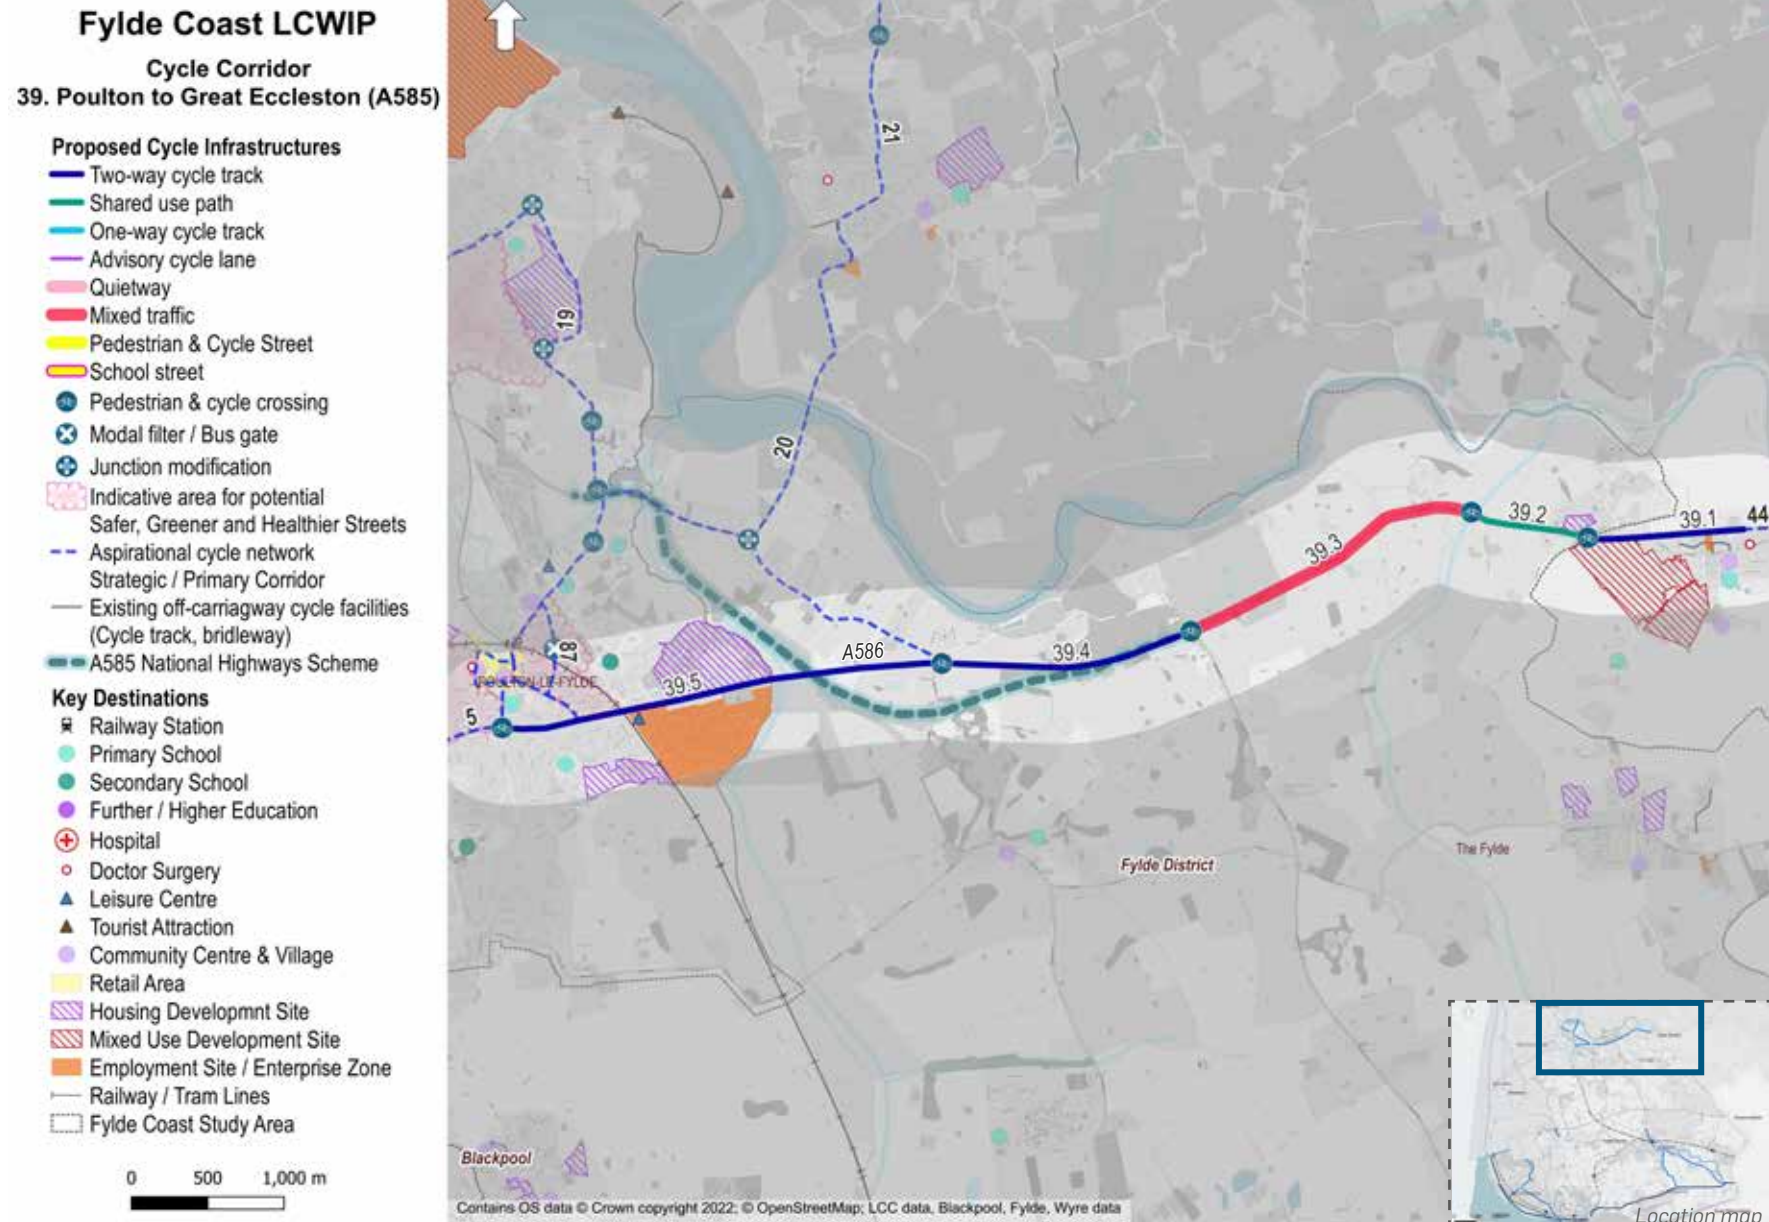 Fylde Coast LCWIP
Cycle Corridor
39. Poulton to Great Eccleston (A585)
Proposed Cycle Infrastructures
Two-way cycle track
Shared use path
One-way cycle track
Advisory cycle lane
Quietway
Mixed traffic
Pedestrian & Cycle Street
School street
Pedestrian & cycle crossing
Modal filter / Bus gate
Junction modification
Indicative area for potential
Safer, Greener and Healthier Streets
Aspirational cycle network
Strategic / Primary Corridor
Existing off-carriagway cycle facilities
(Cycle track, bridleway)
A585 National Highways Scheme
Key Destinations
Railway Station
Primary School
Secondary School
Further / Higher Education
Hospital
Doctor Surgery
Leisure Centre
Tourist Attraction
Community Centre & Village
Retail Area
Housing Developmnt Site
Mixed Use Development Site
Employment Site / Enterprise Zone
Railway / Tram Lines
Fylde Coast Study Area
0 500 1,000 m
21
19
20
39.3
39.2
39.1
44
A586
39.4
87
POULTON-LE-FYLDE
39.5
5
Fylde District
The Fylde
Blackpool
Contains OS data © Crown copyright 2022; © OpenStreetMap; LCC data, Blackpool, Fylde, Wyre data
Location map